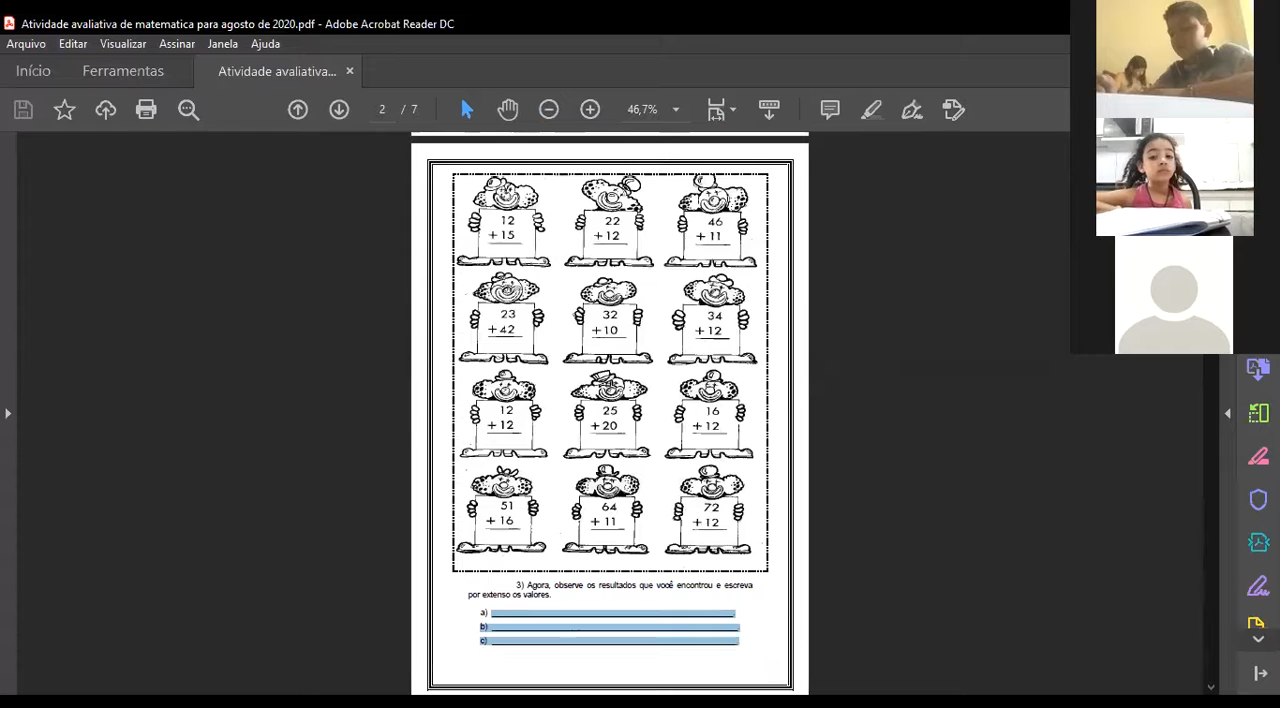 Atividade avaliativa de matematica para agosto de 2020.pdf - Adobe Acrobat Reader DC
Arquivo Editar Visualizar Assinar Janela Ajuda
Início Ferramentas Atividade avaliativa... ×
2 / 7 46,7%
12 22 46
+ 15 + 12 + 11
23 32 34
+ 42 + 10 + 12
12 25 16
+ 12 + 20 + 12
51 64 72
+ 16 + 11 + 12
3) Agora, observe os resultados que você encontrou e escreva
por extenso os valores.
a)
b)
c)